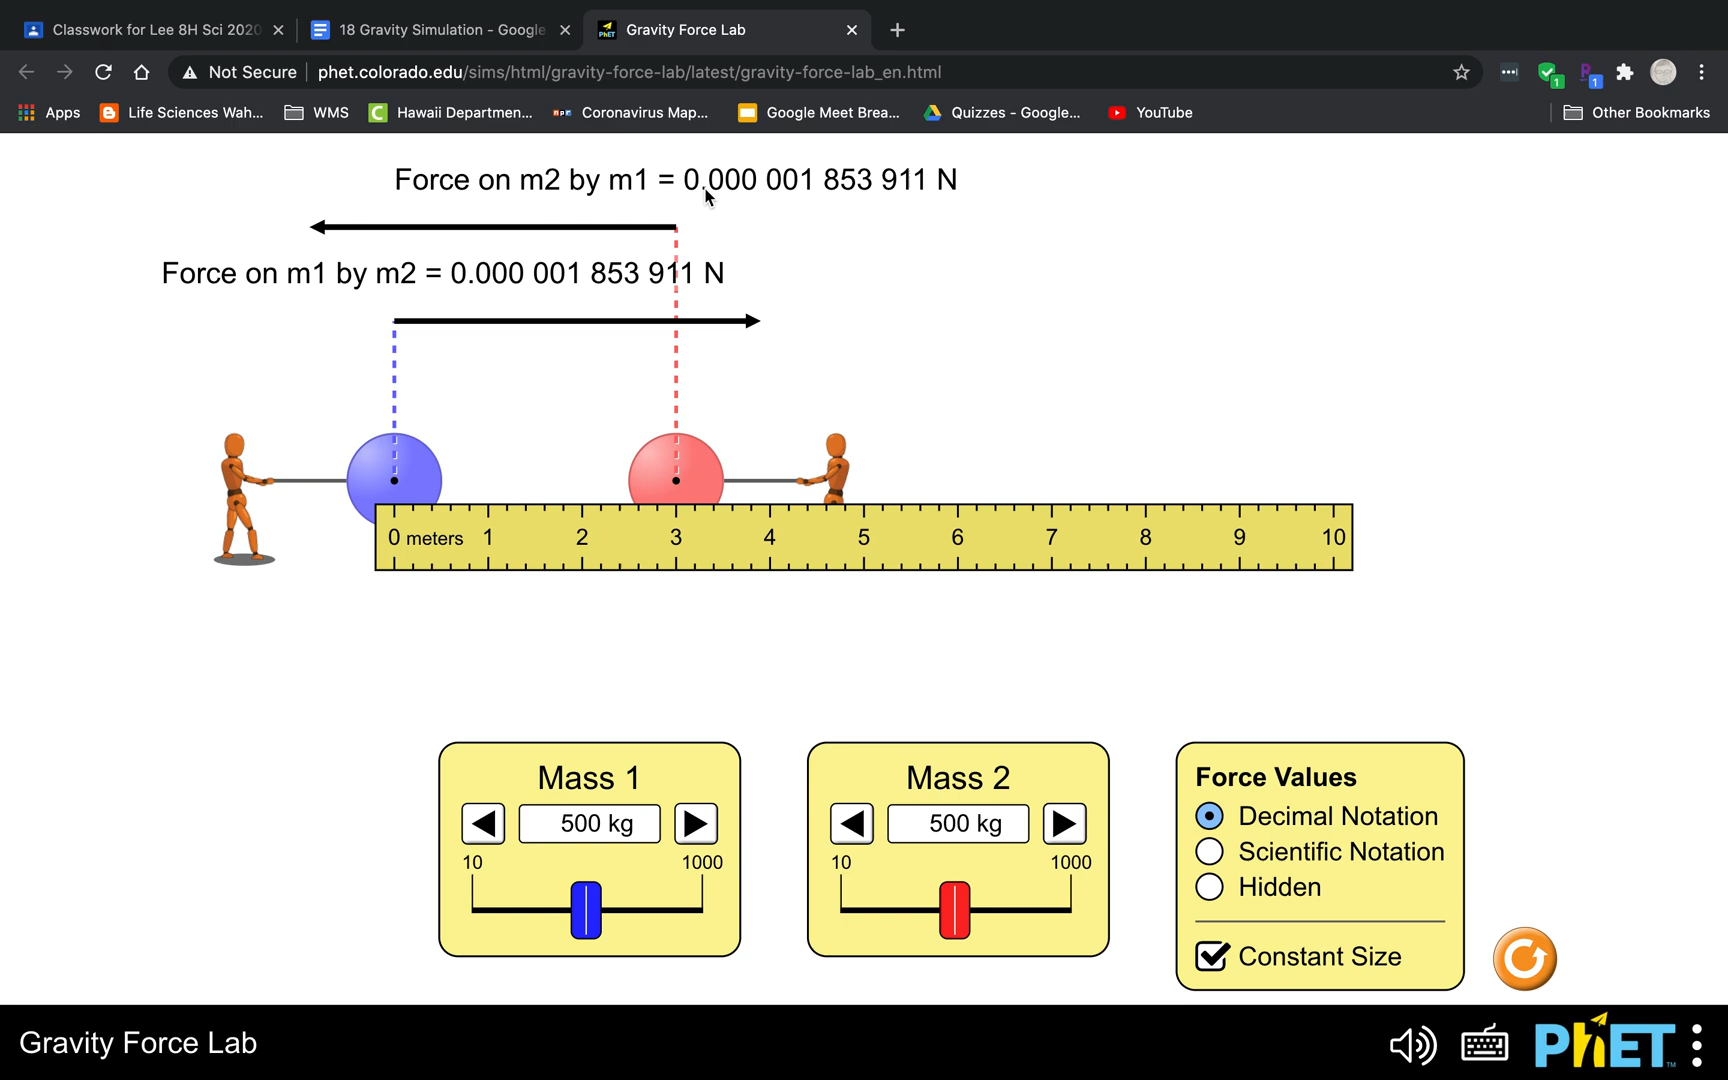 Classwork for Lee 8H Sci 2020
18 Gravity Simulation - Google
PhET
Gravity Force Lab
Not Secure
phet.colorado.edu/sims/html/gravity-force-lab/latest/gravity-force-lab_en.html
1
1
Apps
Life Sciences Wah...
WMS
Hawaii Departmen...
npr
Coronavirus Map...
Google Meet Brea...
Quizzes - Google...
YouTube
Other Bookmarks
Force on m2 by m1 = 0.000 001 853 911 N
Force on m1 by m2 = 0.000 001 853 911 N
0 meters 1 2 3 4 5 6 7 8 9 10
Mass 1
500 kg
10 1000
Mass 2
500 kg
10 1000
Force Values
Decimal Notation
Scientific Notation
Hidden
Constant Size
Gravity Force Lab
PhET